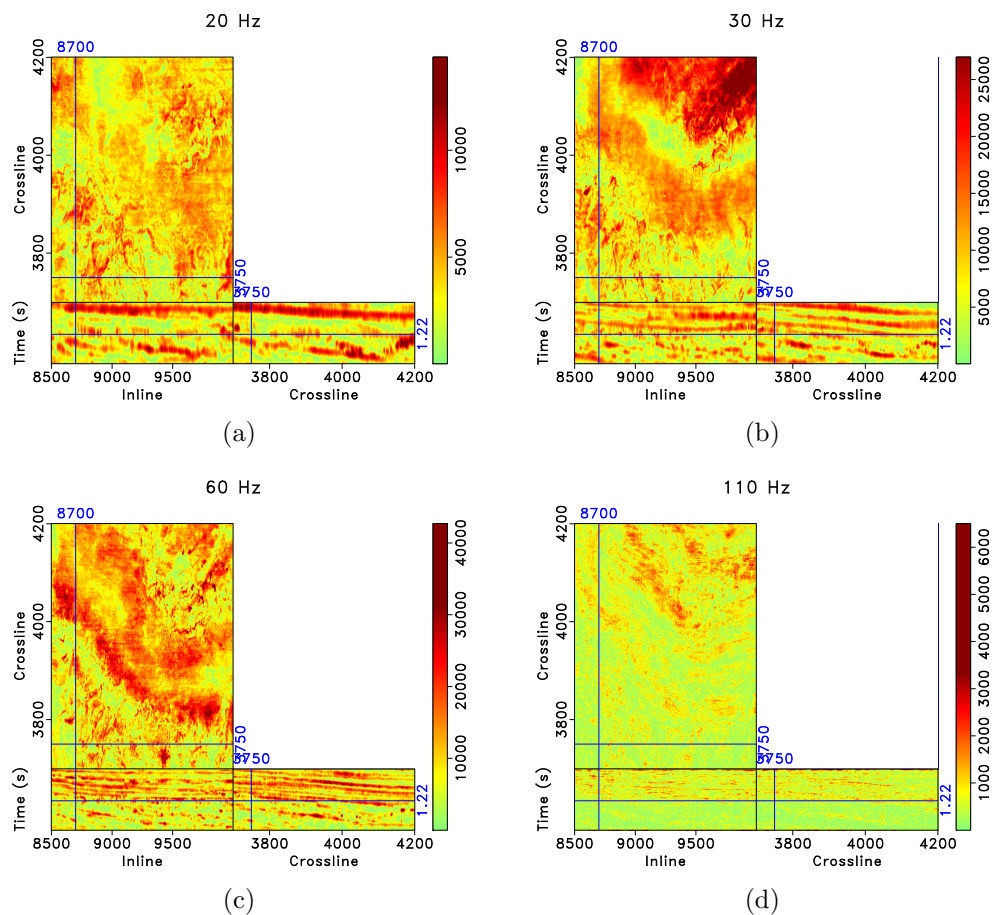 20 Hz
8700
4200
4000
3800
Crossline
Time (s)
3750
3750
1.22
8500 9000 9500 3800 4000 4200
Inline Crossline
5000 10000
(a)
30 Hz
8700
4200
4000
3800
Crossline
Time (s)
3750
3750
1.22
8500 9000 9500 3800 4000 4200
Inline Crossline
5000 10000 15000 20000 25000
(b)
60 Hz
8700
4200
4000
3800
Crossline
Time (s)
3750
3750
1.22
8500 9000 9500 3800 4000 4200
Inline Crossline
10000 20000 30000 40000
(c)
110 Hz
8700
4200
4000
3800
Crossline
Time (s)
3750
3750
1.22
8500 9000 9500 3800 4000 4200
Inline Crossline
1000 2000 3000 4000 5000 6000
(d)